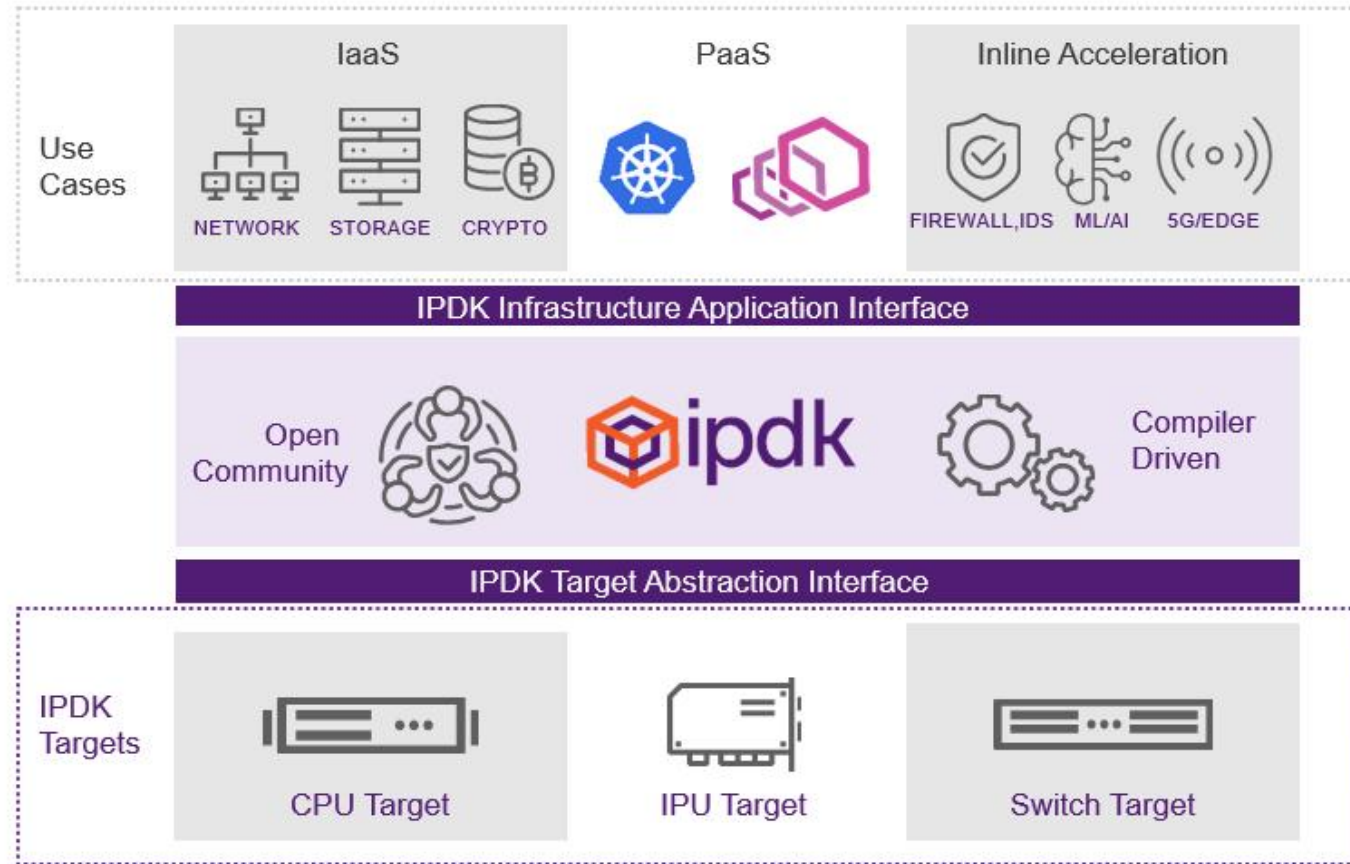 IaaS
PaaS
Inline Acceleration
Use
Cases
NETWORK
STORAGE
CRYPTO
FIREWALL,IDS
ML/AI
5G/EDGE
IPDK Infrastructure Application Interface
Open
Community
ipdk
Compiler
Driven
IPDK Target Abstraction Interface
IPDK
Targets
CPU Target
IPU Target
Switch Target